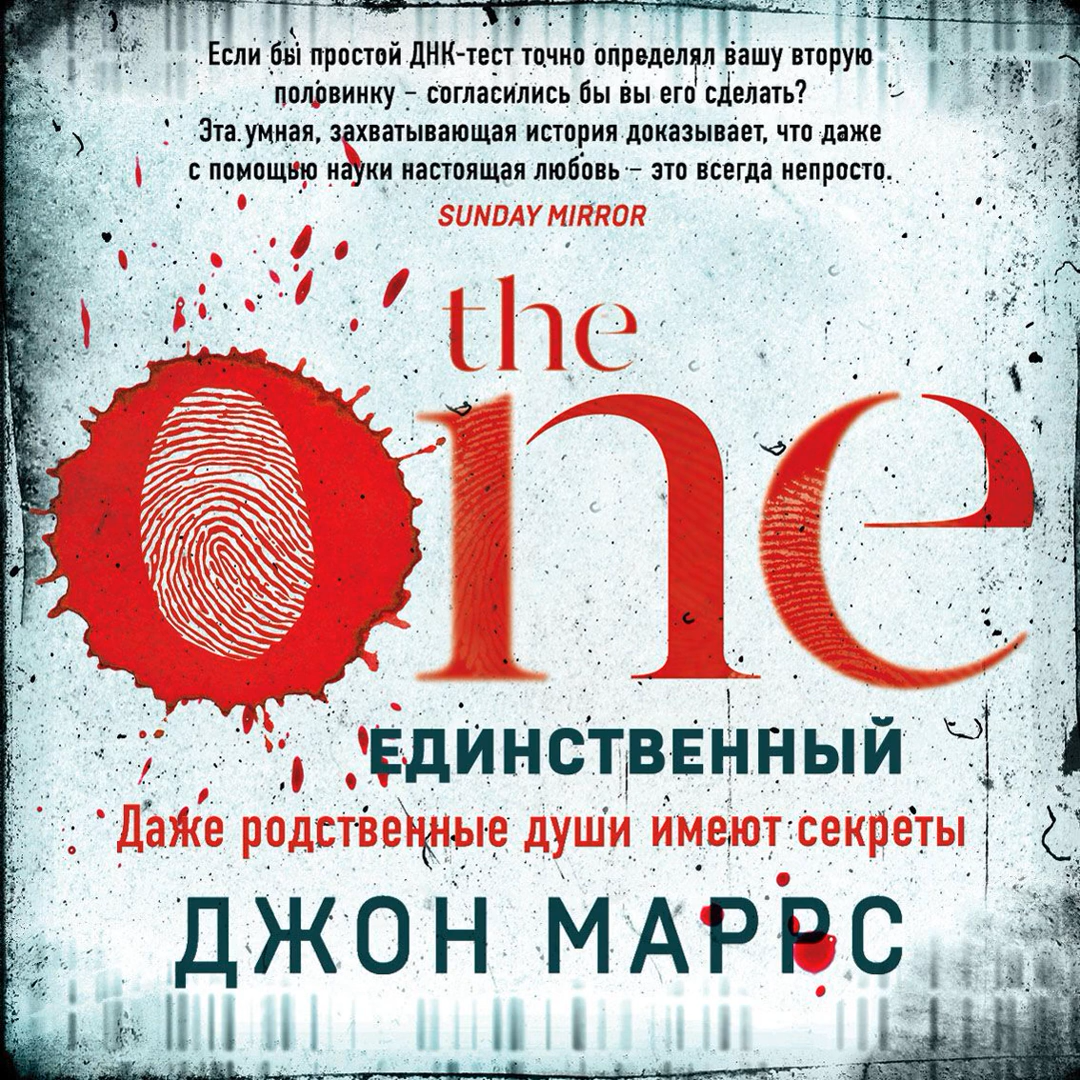 Если бы простой ДНК-тест точно определял вашу вторую
половинку – согласились бы вы его сделать?
Эта умная, захватывающая история доказывает, что даже
с помощью науки настоящая любовь – это всегда непросто.
SUNDAY MIRROR
the
one
ЕДИНСТВЕННЫЙ
Даже родственные души имеют секреты
ДЖОН МАРРС